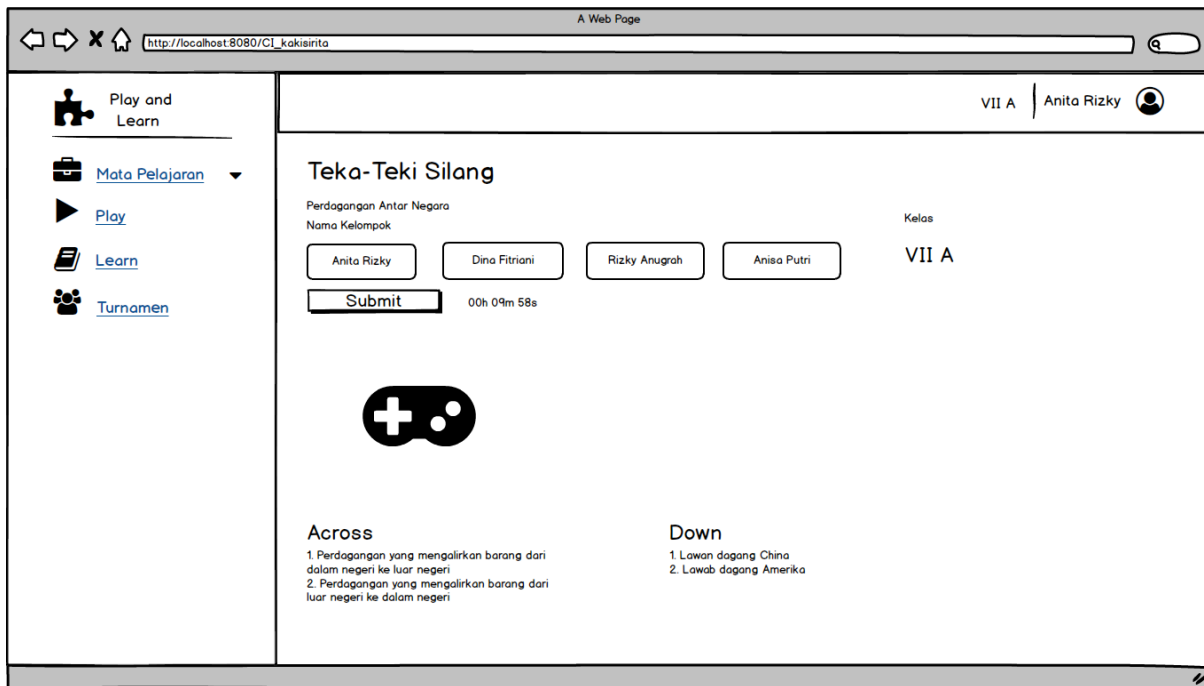 A Web Page
http://localhost:8080/CI_kakisirita
Play and
Learn
VII A
Anita Rizky
Mata Pelajaran
Play
Learn
Turnamen
Teka-Teki Silang
Perdagangan Antar Negara
Nama Kelompok
Kelas
Anita Rizky
Dina Fitriani
Rizky Anugrah
Anisa Putri
VII A
Submit
00h 09m 58s
Across
1. Perdagangan yang mengalirkan barang dari
dalam negeri ke luar negeri
2. Perdagangan yang mengalirkan barang dari
luar negeri ke dalam negeri
Down
1. Lawan dagang China
2. Lawab dagang Amerika